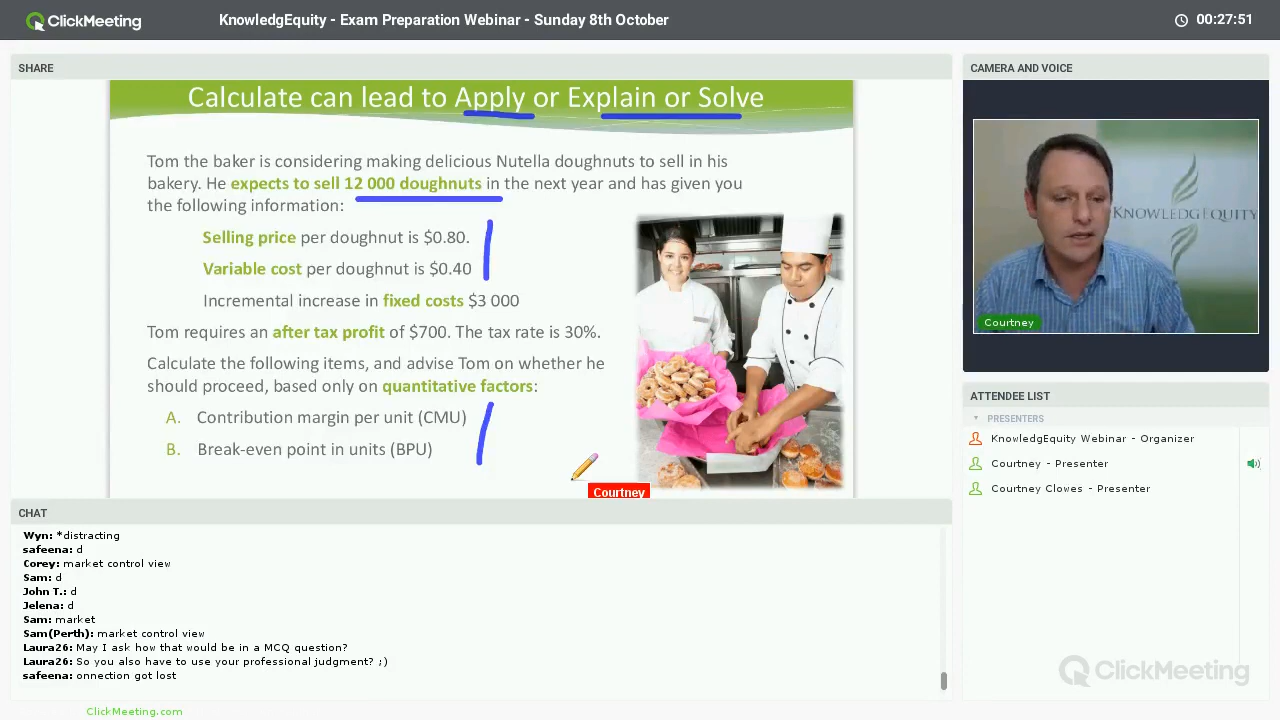 ClickMeeting
KnowledgEquity - Exam Preparation Webinar - Sunday 8th October
00:27:51
SHARE
Calculate can lead to Apply or Explain or Solve
Tom the baker is considering making delicious Nutella doughnuts to sell in his
bakery. He expects to sell 12 000 doughnuts in the next year and has given you
the following information:
Selling price per doughnut is $0.80.
Variable cost per doughnut is $0.40
Incremental increase in fixed costs $3 000
Tom requires an after tax profit of $700. The tax rate is 30%.
Calculate the following items, and advise Tom on whether he
should proceed, based only on quantitative factors:
A. Contribution margin per unit (CMU)
B. Break-even point in units (BPU)
Courtney
CAMERA AND VOICE
KNOWLEDGEQUITY
Courtney
ATTENDEE LIST
PRESENTERS
KnowledgEquity Webinar - Organizer
Courtney - Presenter
Courtney Clowes - Presenter
CHAT
Wyn: *distracting
safeena: d
Corey: market control view
Sam: d
John T.: d
Jelena: d
Sam: market
Sam(Perth): market control view
Laura26: May I ask how that would be in a MCQ question?
Laura26: So you also have to use your professional judgment? ;)
safeena: onnection got lost
ClickMeeting
ClickMeeting.com